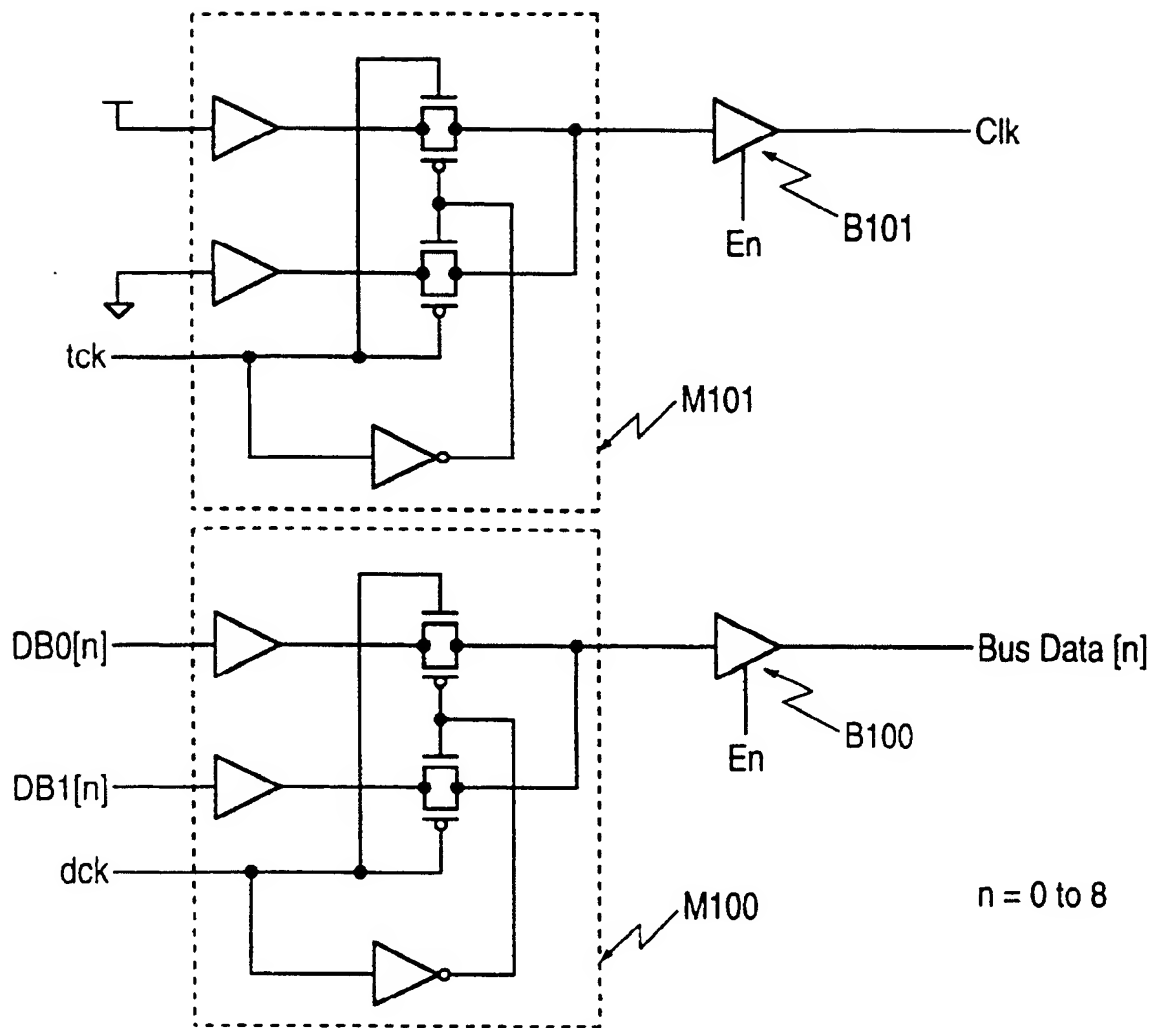 Clk
En
B101
tck
M101
DB0[n]
Bus Data [n]
DB1[n]
En
B100
dck
M100
n = 0 to 8